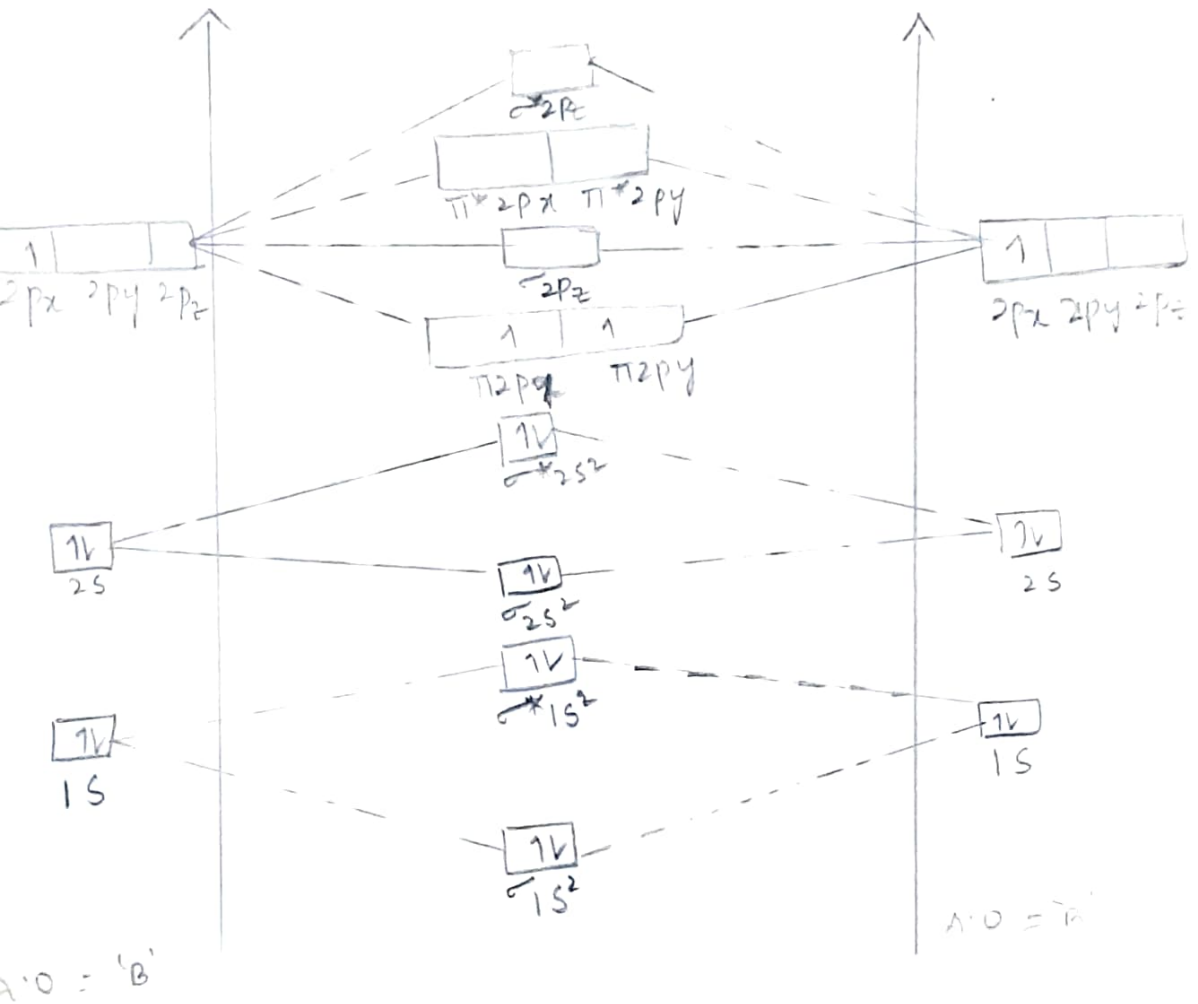 σ*2pz
π*2px π*2py
1
2px 2py 2pz
σ2pz
1
2px 2py 2pz
1 1
π2px π2py
1l
σ*2s²
1l
2s
1l
σ2s²
1l
2s
1l
σ*1s²
1l
1s
1l
1s
1l
σ1s²
A.O = 'B'
A.O = 'B'